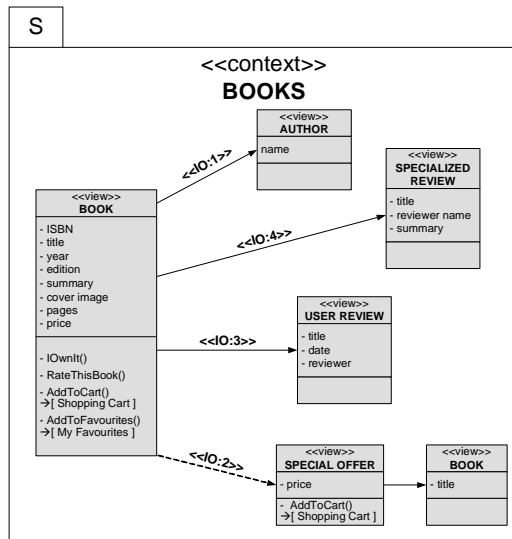 S
<<context>>
BOOKS
<<view>>
AUTHOR
name
<<IO:1>>
<<view>>
SPECIALIZED
REVIEW
- title
- reviewer name
- summary
<<IO:4>>
<<view>>
BOOK
- ISBN
- title
- year
- edition
- summary
- cover image
- pages
- price
- IOwnIt()
- RateThisBook()
- AddToCart()
→[ Shopping Cart ]
- AddToFavourites()
→[ My Favourites ]
<<IO:3>>
<<view>>
USER REVIEW
- title
- date
- reviewer
<<IO:2>>
<<view>>
SPECIAL OFFER
- price
- AddToCart()
→[ Shopping Cart ]
<<view>>
BOOK
- title